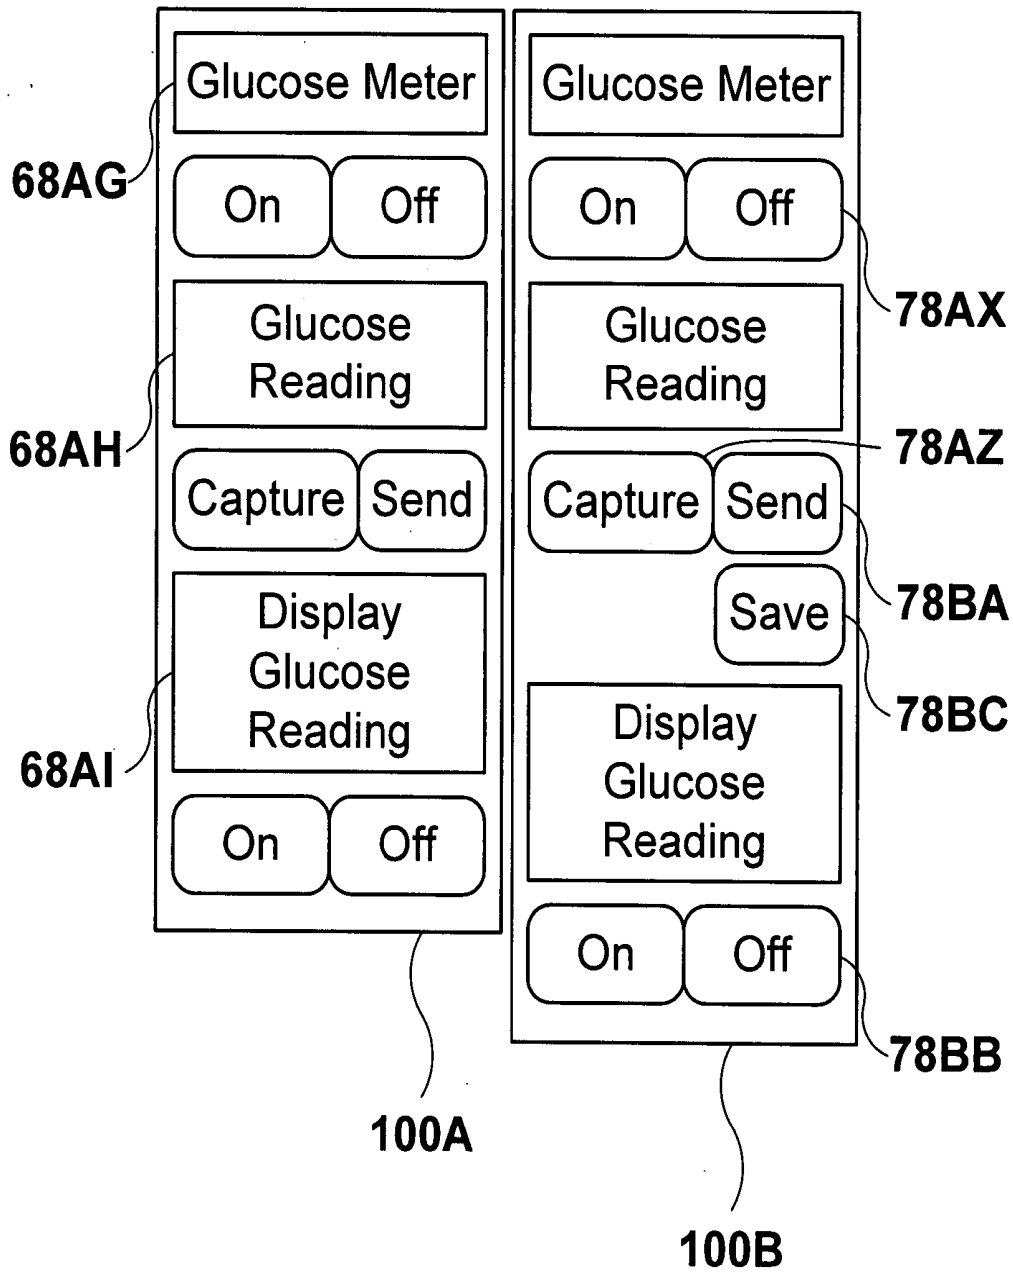 Glucose Meter
68AG
On Off
Glucose
Reading
68AH
Capture Send
Display
Glucose
Reading
68AI
On Off
100A
Glucose Meter
On Off
78AX
Glucose
Reading
78AZ
Capture Send
78BA
Save
78BC
Display
Glucose
Reading
On Off
78BB
100B